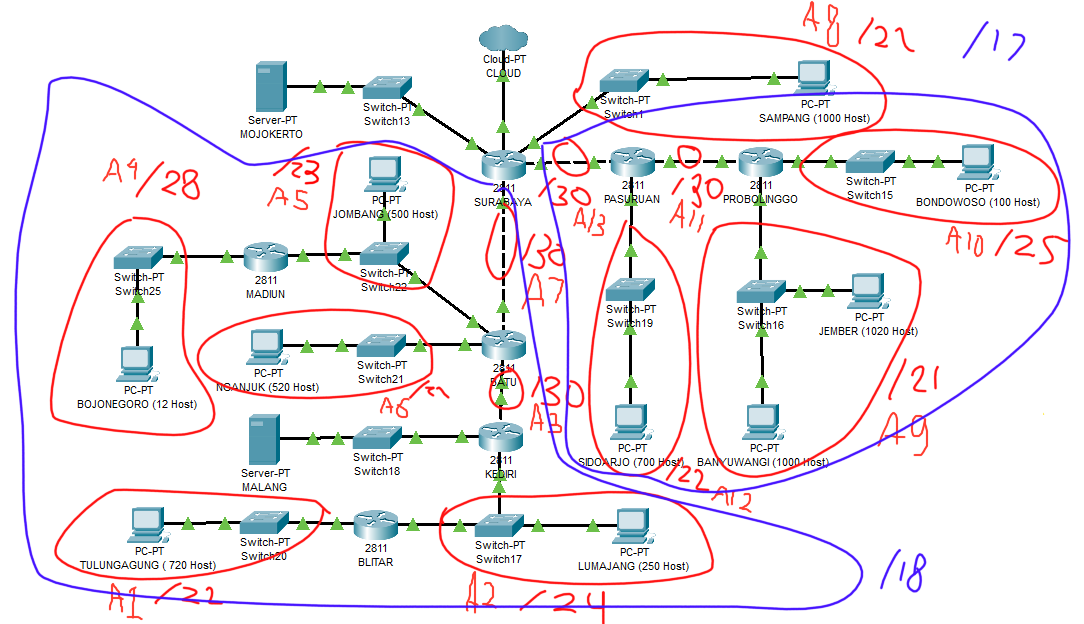 A8 /22
/17
Cloud-PT
CLOUD
Server-PT
MOJOKERTO
Switch-PT
Switch13
Switch-PT
Switch1
PC-PT
SAMPANG (1000 Host)
A4 /28
/23
A5
PC-PT
JOMBANG (500 Host)
2811
SURABAYA
/30
A13
2811
PASURUAN
/30
A11
2811
PROBOLINGGO
Switch-PT
Switch15
PC-PT
BONDOWOSO (100 Host)
A10 /25
Switch-PT
Switch25
2811
MADIUN
Switch-PT
Switch22
/30
A7
Switch-PT
Switch19
Switch-PT
Switch16
PC-PT
JEMBER (1020 Host)
PC-PT
BOJONEGORO (12 Host)
PC-PT
NGANJUK (520 Host)
Switch-PT
Switch21
A6 /22
2811
BATU
/30
A3
/21
A9
Server-PT
MALANG
Switch-PT
Switch18
2811
KEDIRI
PC-PT
SIDOARJO (700 Host)
/22 A12
PC-PT
BANYUWANGI (1000 Host)
PC-PT
TULUNGAGUNG ( 720 Host)
Switch-PT
Switch20
2811
BLITAR
Switch-PT
Switch17
PC-PT
LUMAJANG (250 Host)
/18
A1 /22
A2 /24